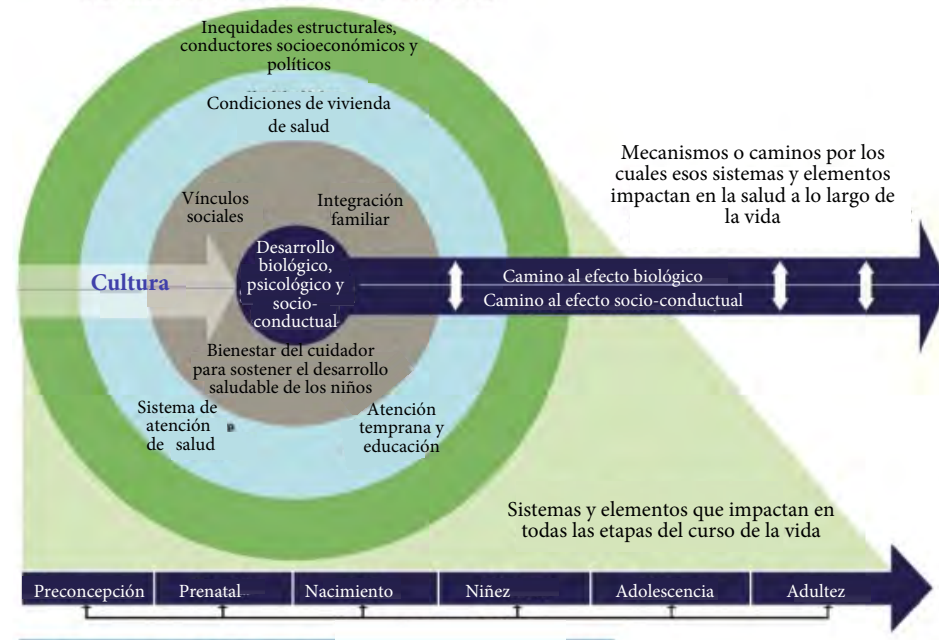 Inequidades estructurales,
conductores socioeconómicos y
políticos
Condiciones de vivienda
de salud
Vínculos
sociales
Integración
familiar
Mecanismos o caminos por los
cuales esos sistemas y elementos
impactan en la salud a lo largo de
la vida
Cultura
Desarrollo
biológico,
psicológico y
socio-
conductual
Camino al efecto biológico
Camino al efecto socio-conductual
Bienestar del cuidador
para sostener el desarrollo
saludable de los niños
Sistema de
atención
de salud
Atención
temprana y
educación
Sistemas y elementos que impactan en
todas las etapas del curso de la vida
Preconcepción
Prenatal
Nacimiento
Niñez
Adolescencia
Adultez